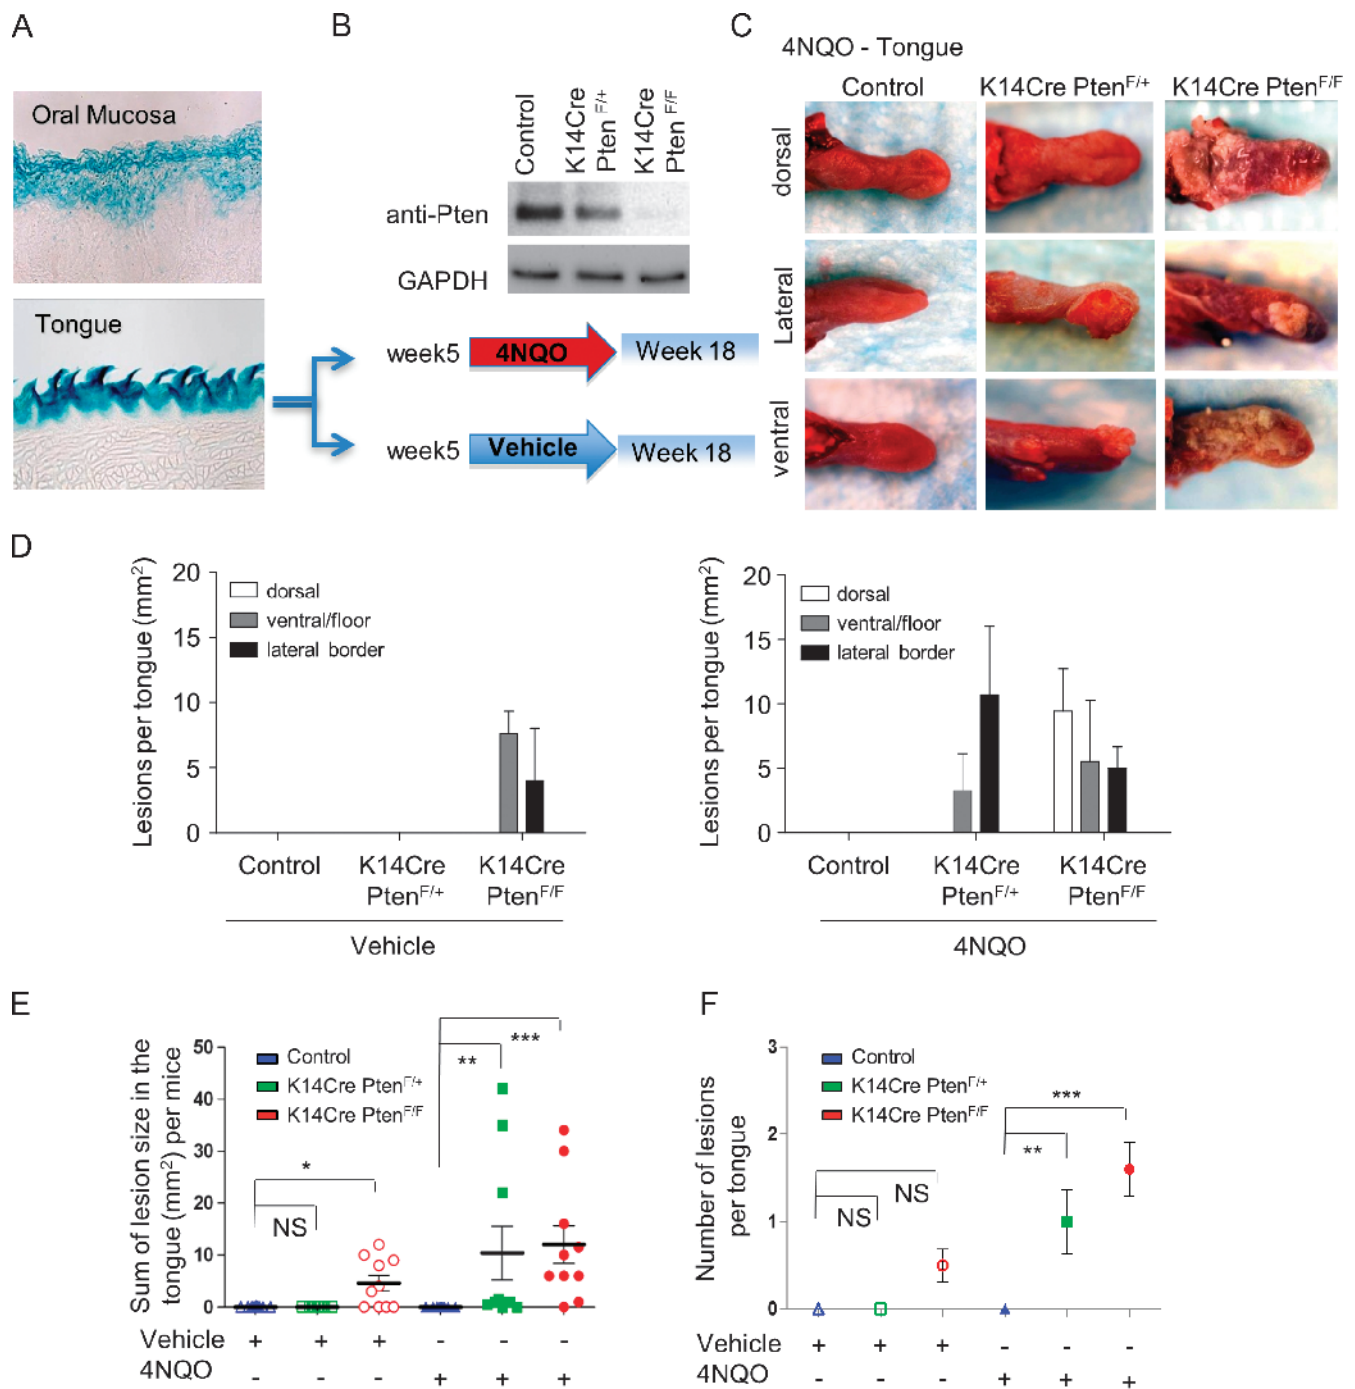 A
B
C
Oral Mucosa
Tongue
Control
K14Cre
Pten^F/+
K14Cre
Pten^F/F
anti-Pten
GAPDH
week5
4NQO
Week 18
week5
Vehicle
Week 18
4NQO - Tongue
Control
K14Cre Pten^F/+
K14Cre Pten^F/F
dorsal
Lateral
ventral
D
Lesions per tongue (mm²)
20
15
10
5
0
dorsal
ventral/floor
lateral border
Control
K14Cre
Pten^F/+
K14Cre
Pten^F/F
Vehicle
Lesions per tongue (mm²)
20
15
10
5
0
dorsal
ventral/floor
lateral border
Control
K14Cre
Pten^F/+
K14Cre
Pten^F/F
4NQO
E
Sum of lesion size in the
tongue (mm²) per mice
50
40
30
20
10
0
Control
K14Cre Pten^F/+
K14Cre Pten^F/F
*
NS
**
***
Vehicle + + + - - -
4NQO - - - + + +
F
Number of lesions
per tongue
3
2
1
0
Control
K14Cre Pten^F/+
K14Cre Pten^F/F
NS
NS
***
**
Vehicle + + + - - -
4NQO - - - + + +